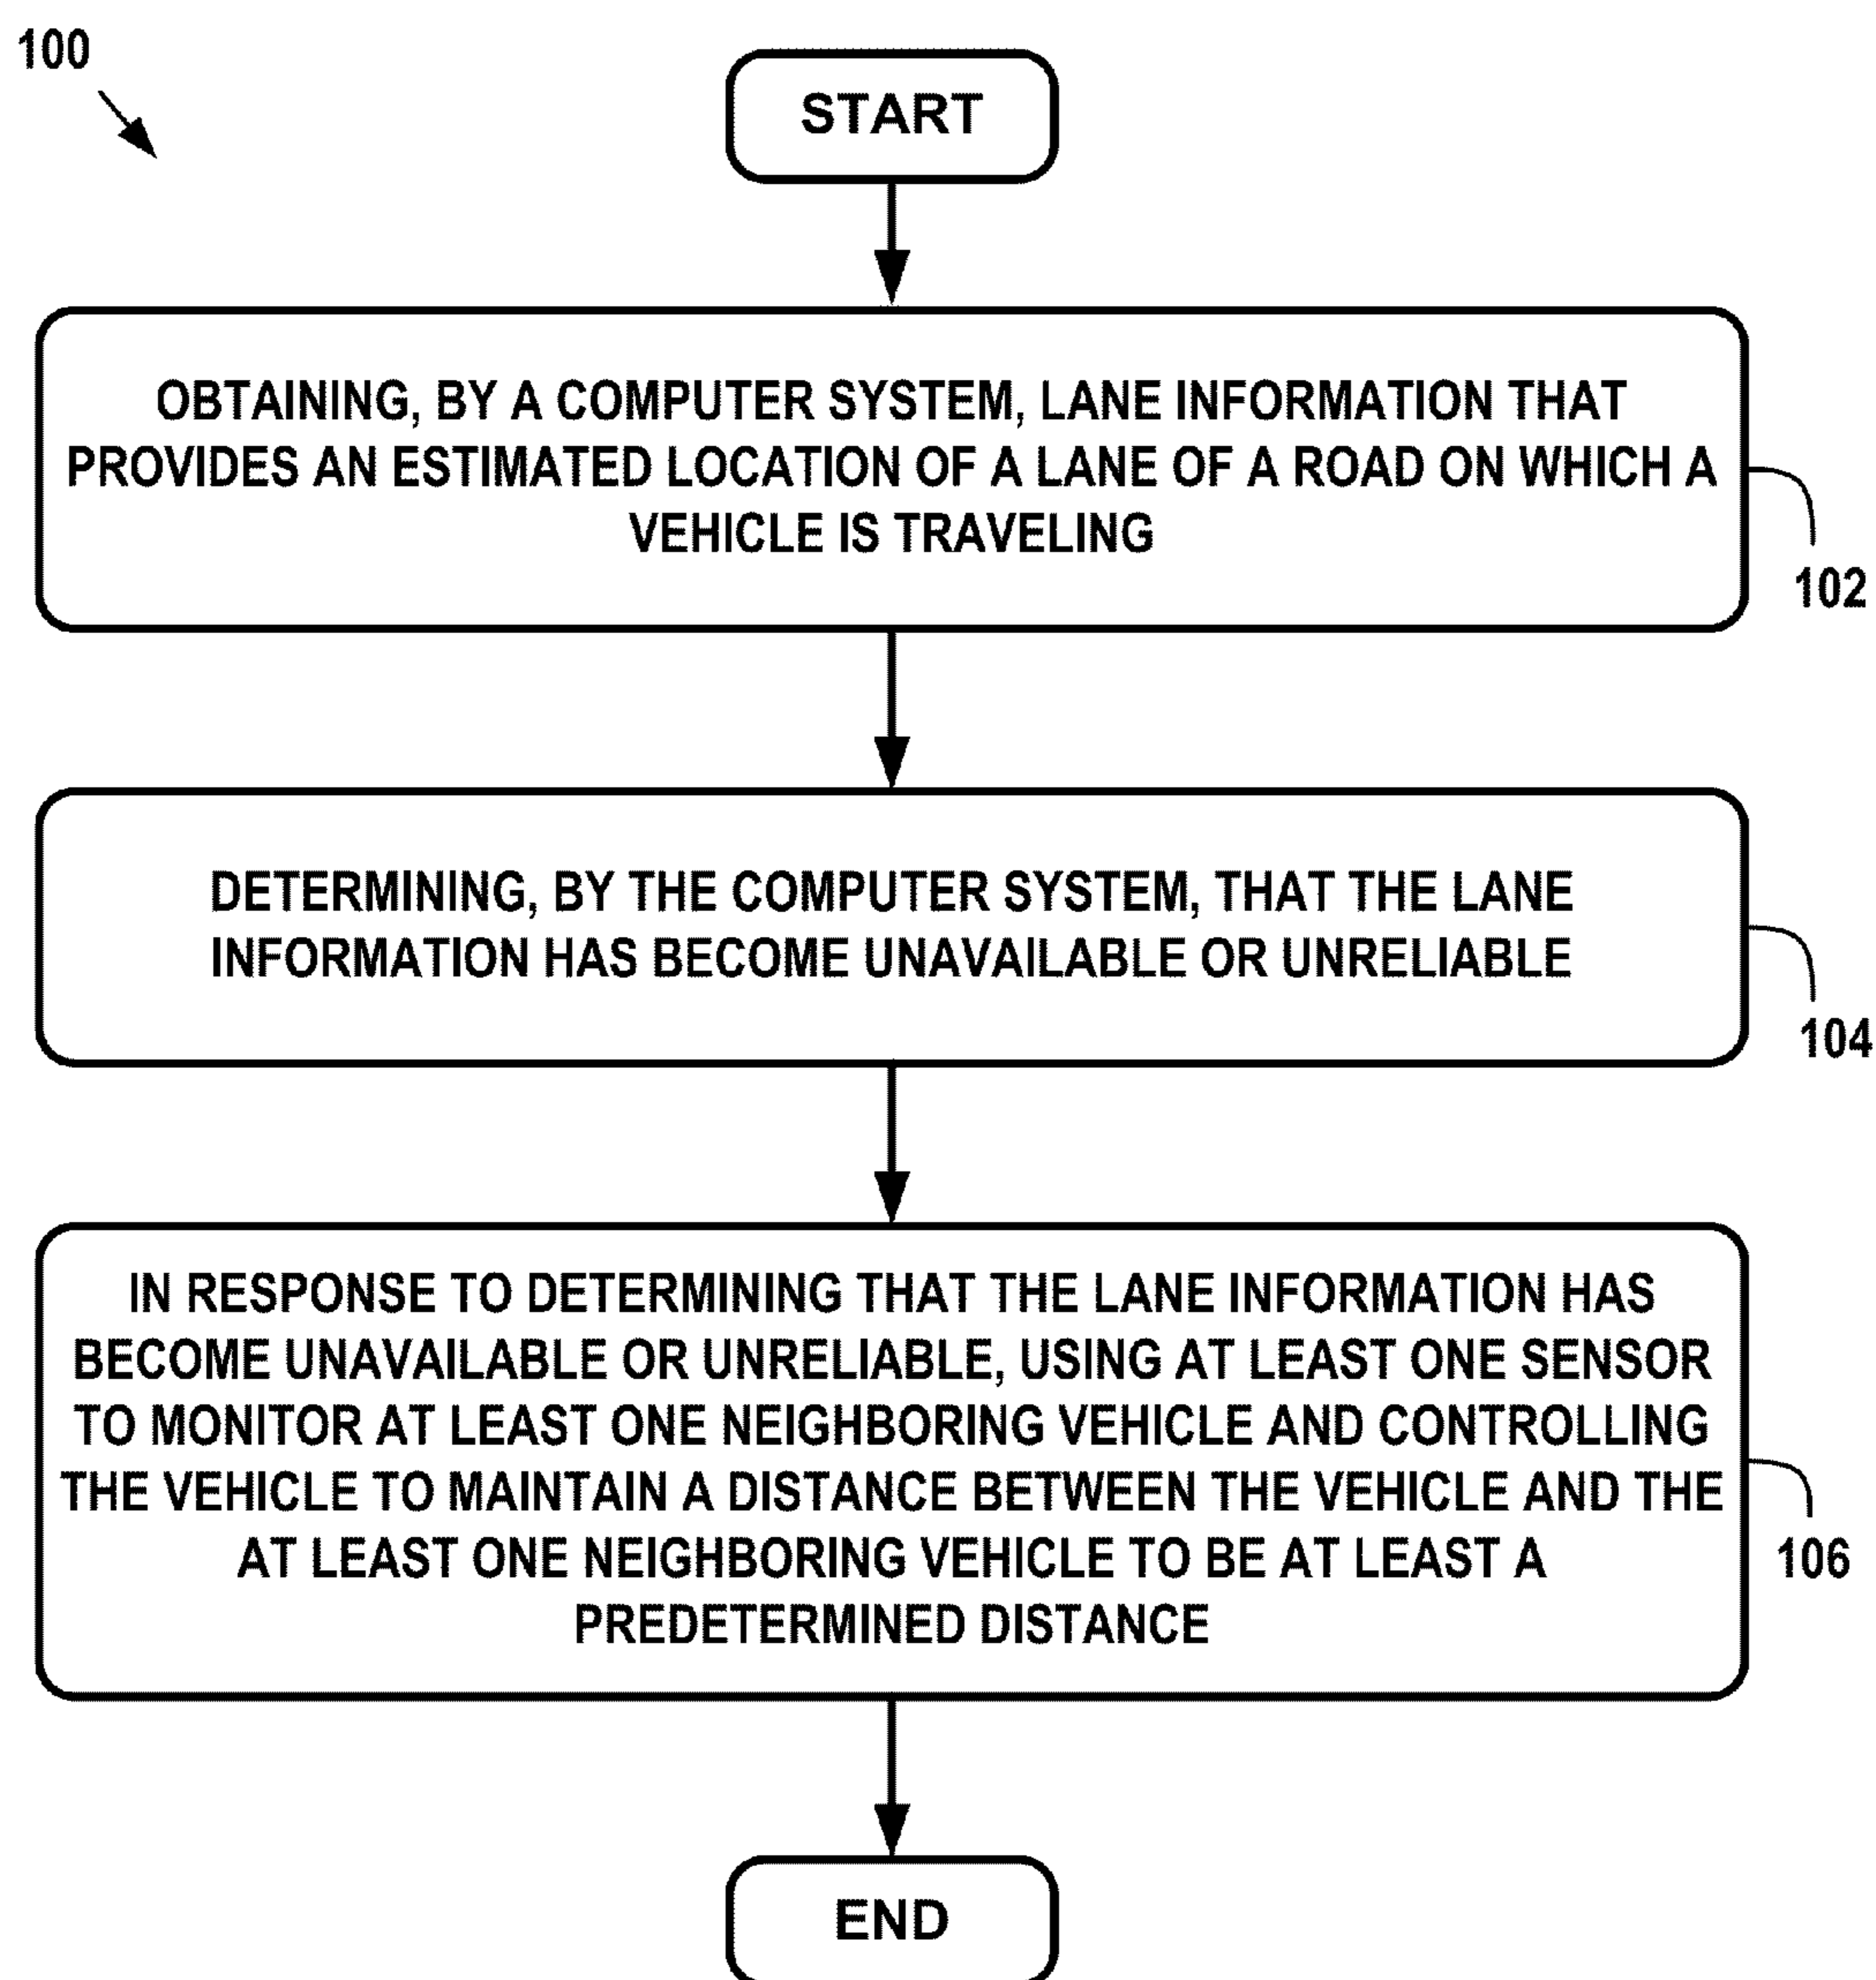 100
START
OBTAINING, BY A COMPUTER SYSTEM, LANE INFORMATION THAT
PROVIDES AN ESTIMATED LOCATION OF A LANE OF A ROAD ON WHICH A
VEHICLE IS TRAVELING
102
DETERMINING, BY THE COMPUTER SYSTEM, THAT THE LANE
INFORMATION HAS BECOME UNAVAILABLE OR UNRELIABLE
104
IN RESPONSE TO DETERMINING THAT THE LANE INFORMATION HAS
BECOME UNAVAILABLE OR UNRELIABLE, USING AT LEAST ONE SENSOR
TO MONITOR AT LEAST ONE NEIGHBORING VEHICLE AND CONTROLLING
THE VEHICLE TO MAINTAIN A DISTANCE BETWEEN THE VEHICLE AND THE
AT LEAST ONE NEIGHBORING VEHICLE TO BE AT LEAST A
PREDETERMINED DISTANCE
106
END